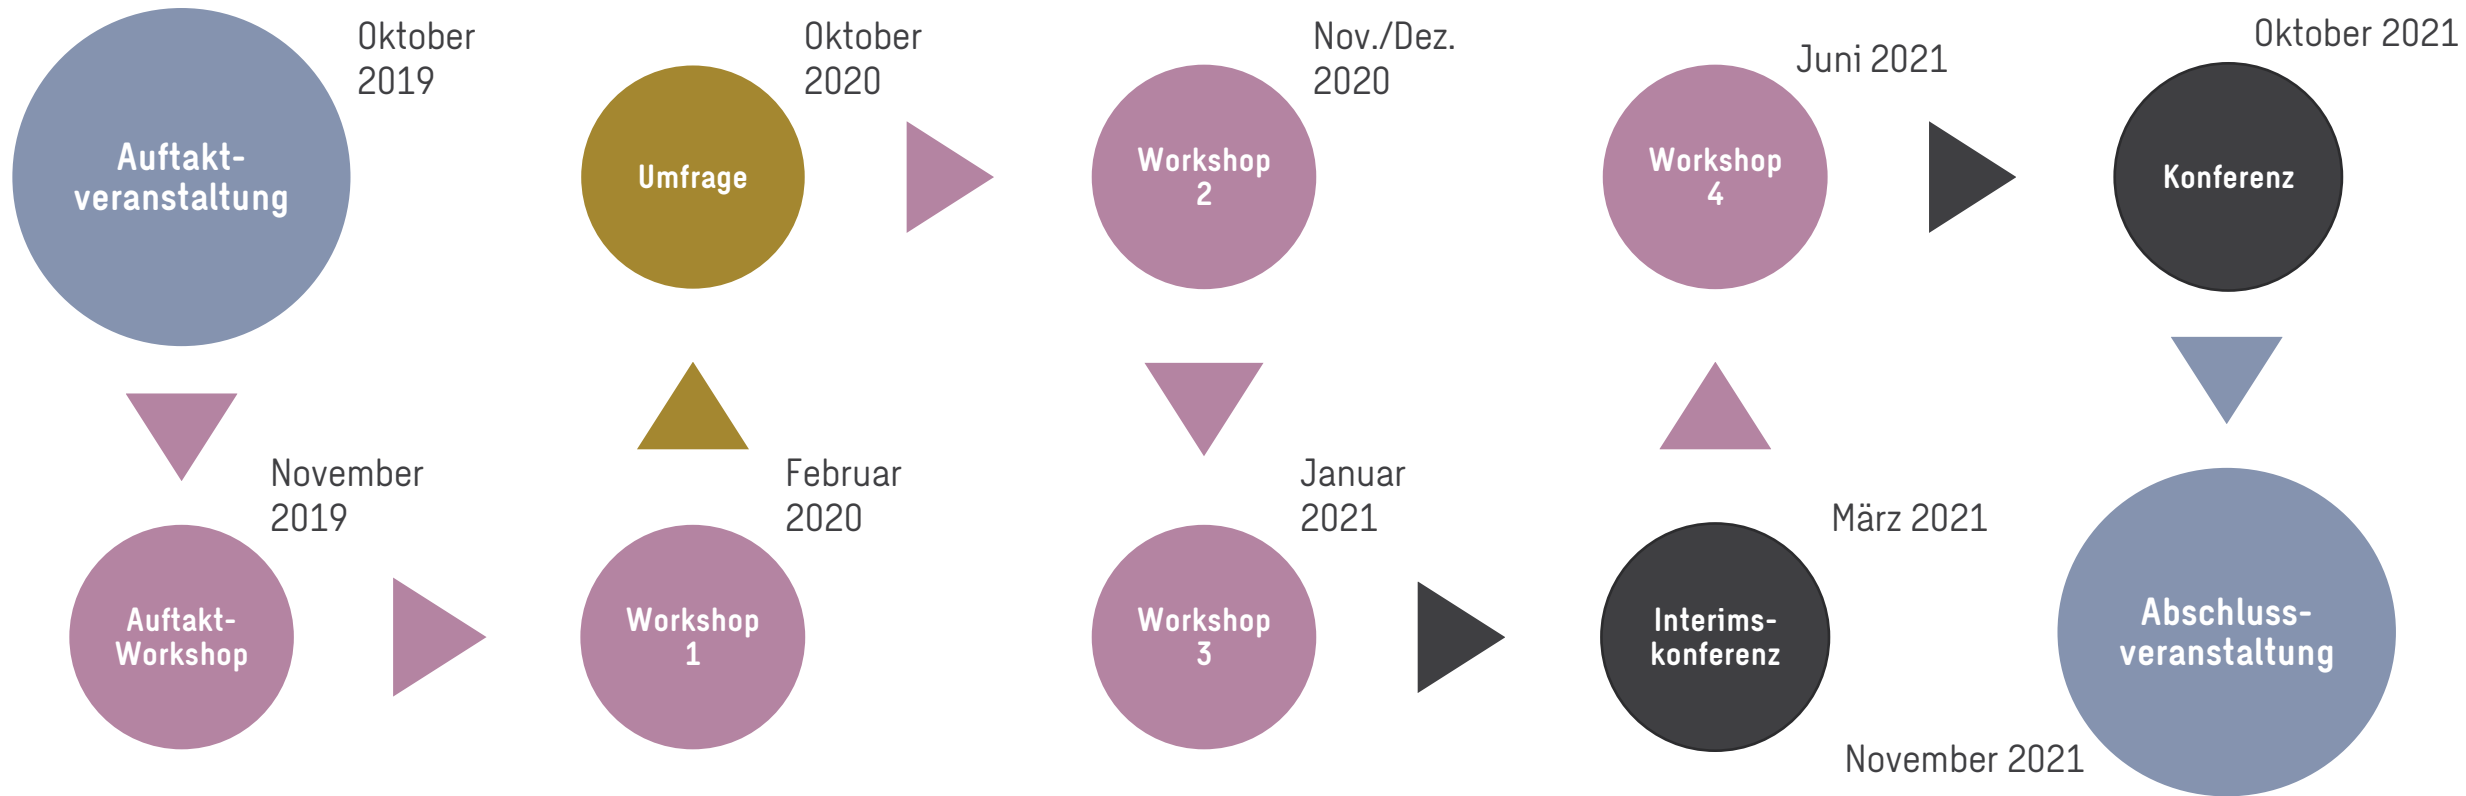 Auftakt-
veranstaltung
Oktober
2019
Auftakt-
Workshop
November
2019
Workshop
1
Februar
2020
Umfrage
Oktober
2020
Workshop
2
Nov./Dez.
2020
Workshop
3
Januar
2021
Interims-
konferenz
März 2021
Workshop
4
Juni 2021
Konferenz
Oktober 2021
Abschluss-
veranstaltung
November 2021